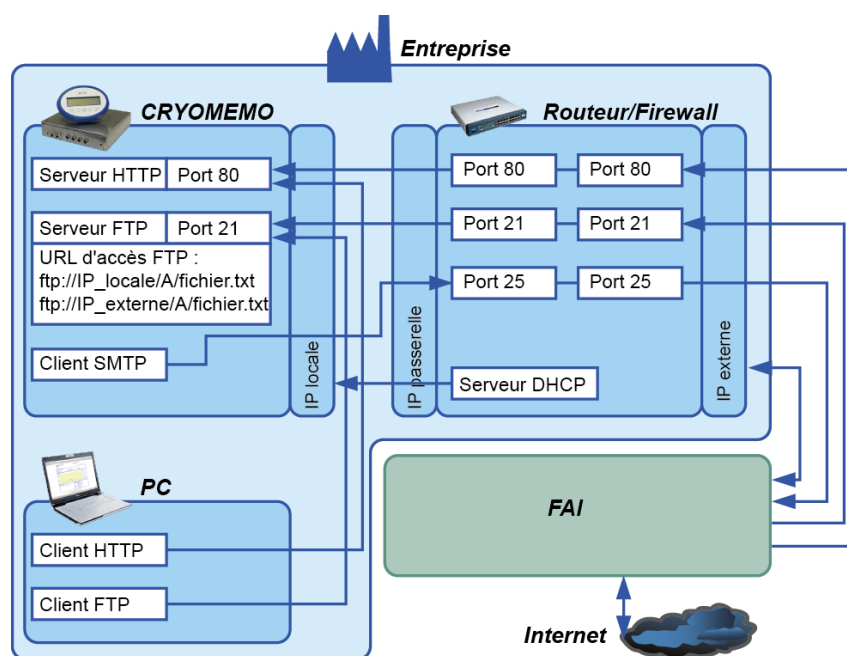 Entreprise
CRYOMEMO
Routeur/Firewall
Serveur HTTP
Port 80
Port 80
Port 80
Serveur FTP
Port 21
Port 21
Port 21
URL d'accès FTP :
ftp://IP_locale/A/fichier.txt
ftp://IP_externe/A/fichier.txt
Port 25
Port 25
Client SMTP
Serveur DHCP
IP locale
IP passerelle
IP externe
PC
FAI
Client HTTP
Client FTP
Internet